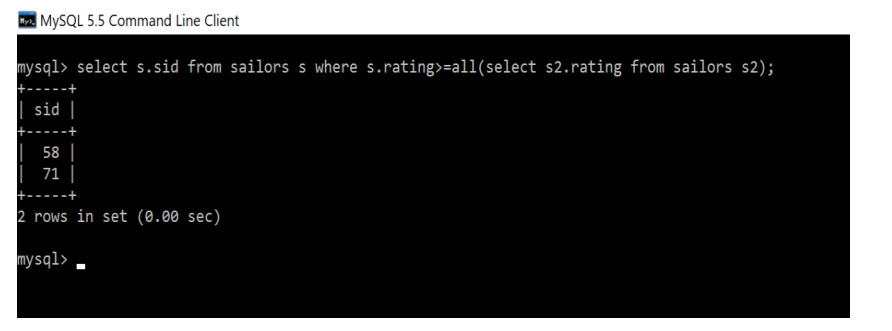 MySQL 5.5 Command Line Client
mysql> select s.sid from sailors s where s.rating>=all(select s2.rating from sailors s2);
+-----+
| sid |
+-----+
|  58 |
|  71 |
+-----+
2 rows in set (0.00 sec)
mysql>